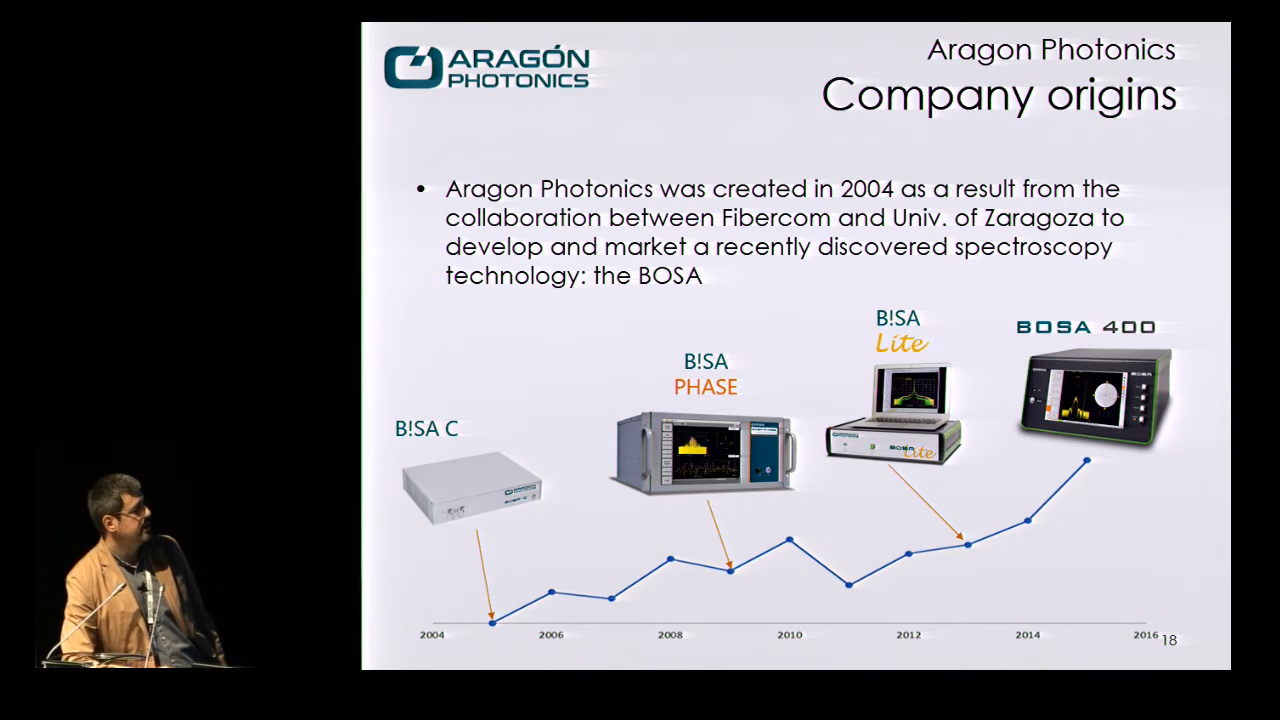 ARAGÓN
PHOTONICS
Aragon Photonics
Company origins
• Aragon Photonics was created in 2004 as a result from the
collaboration between Fibercom and Univ. of Zaragoza to
develop and market a recently discovered spectroscopy
technology: the BOSA
B!SA C
B!SA
PHASE
B!SA
Lite
BOSA 400
BOSA Lite
2004
2006
2008
2010
2012
2014
2016
18